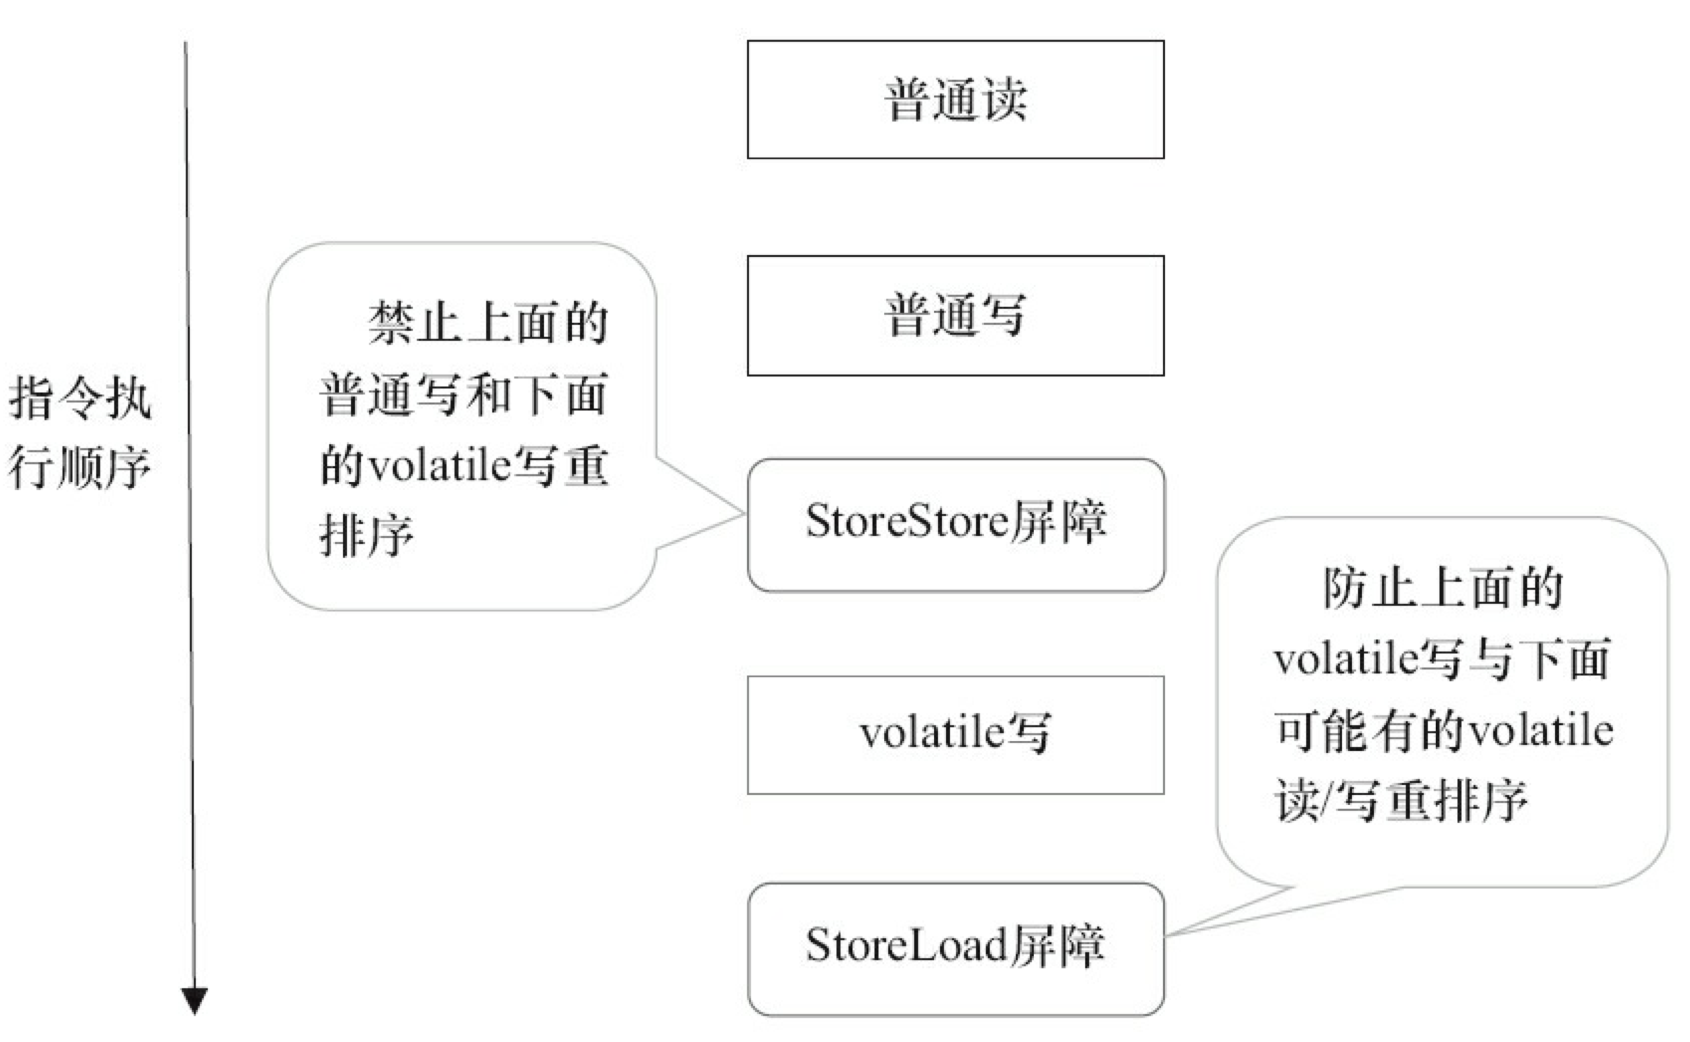 普通读
普通写
禁止上面的
普通写和下面
的volatile写重
排序
指令执
行顺序
StoreStore屏障
防止上面的
volatile写与下面
可能有的volatile
读/写重排序
volatile写
StoreLoad屏障